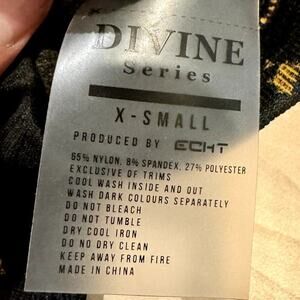 DIVINE
Series
X-SMALL
PRODUCED BY ECHT
65% NYLON, 8% SPANDEX, 27% POLYESTER
EXCLUSIVE OF TRIMS
COOL WASH INSIDE AND OUT
WASH DARK COLOURS SEPARATELY
DO NOT BLEACH
DO NOT TUMBLE
DRY COOL IRON
DO NO DRY CLEAN
KEEP AWAY FROM FIRE
MADE IN CHINA